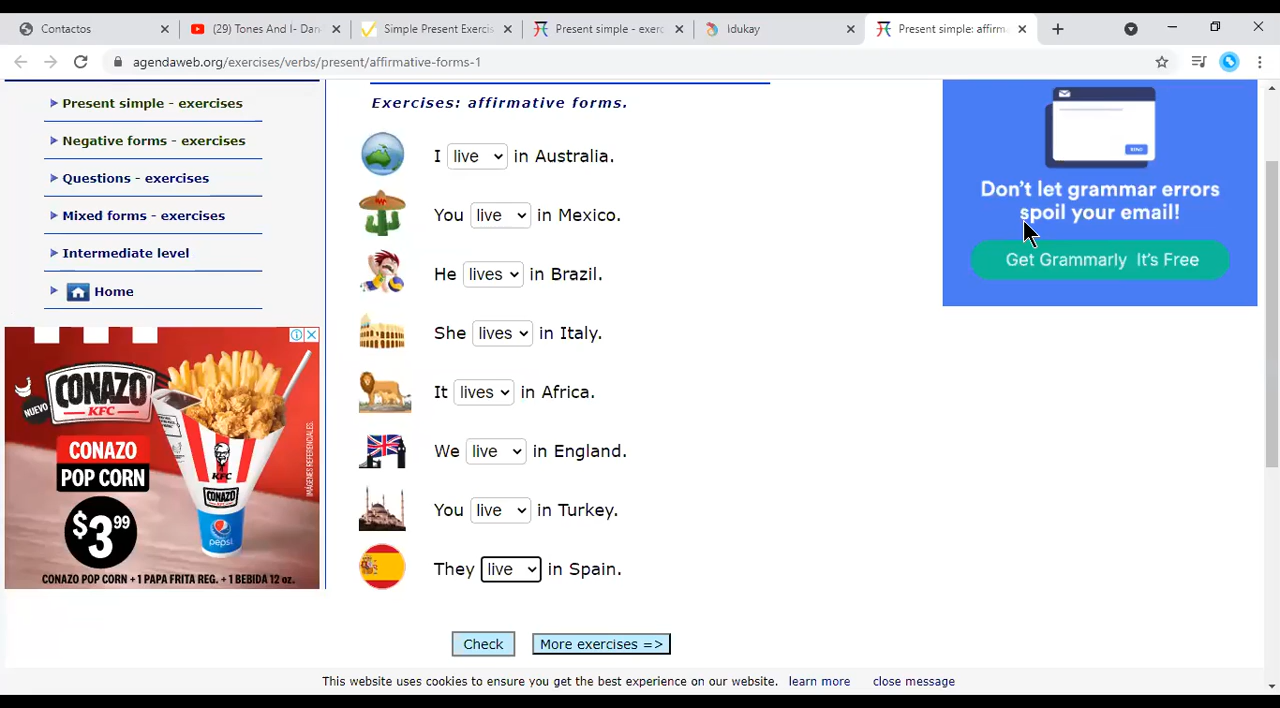 Contactos
(29) Tones And I- Dan
Simple Present Exercis
Present simple - exerc
Idukay
Present simple: affirm
agendaweb.org/exercises/verbs/present/affirmative-forms-1
Present simple - exercises
Negative forms - exercises
Questions - exercises
Mixed forms - exercises
Intermediate level
Home
NUEVO
CONAZO
KFC
CONAZO
POP CORN
$3.99
KFC
CONAZO
pepsi
IMÁGENES REFERENCIALES.
CONAZO POP CORN + 1 PAPA FRITA REG. + 1 BEBIDA 12 oz.
Exercises: affirmative forms.
I live in Australia.
You live in Mexico.
He lives in Brazil.
She lives in Italy.
It lives in Africa.
We live in England.
You live in Turkey.
They live in Spain.
Check
More exercises =>
Don't let grammar errors
spoil your email!
Get Grammarly It's Free
This website uses cookies to ensure you get the best experience on our website. learn more close message